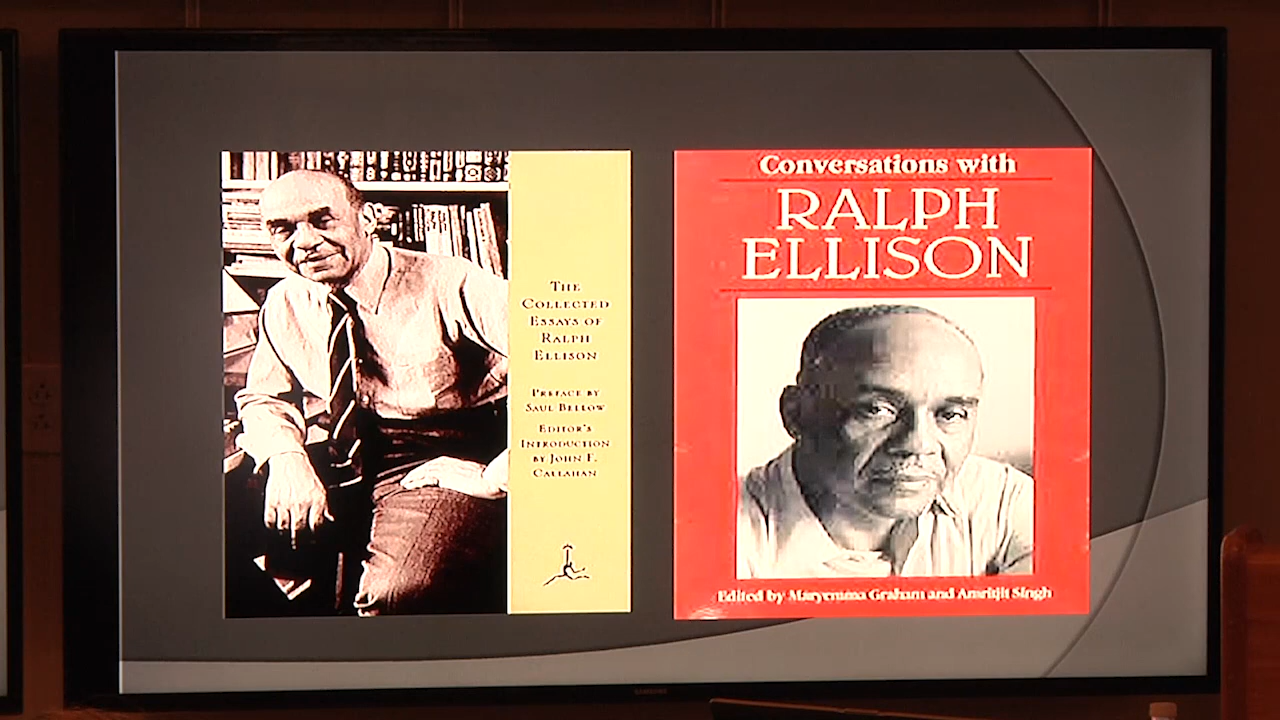 THE
COLLECTED
ESSAYS OF
RALPH
ELLISON
PREFACE BY
SAUL BELLOW
EDITOR'S
INTRODUCTION
BY JOHN F.
CALLAHAN
Conversations with
RALPH
ELLISON
Edited by Maryemma Graham and Amritjit Singh
SAMSUNG